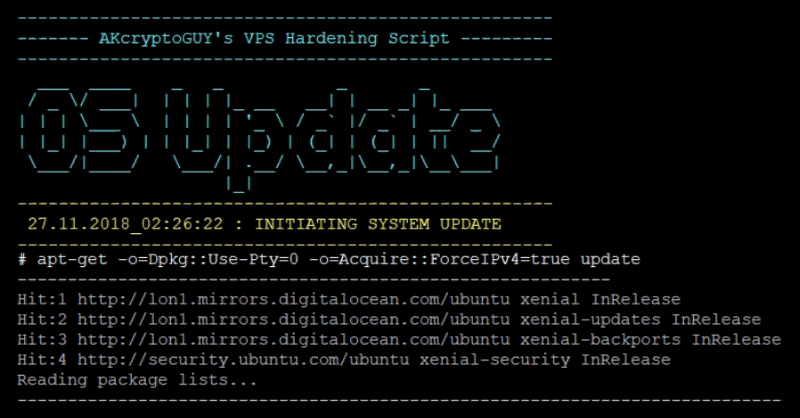 ------- AKcryptoGUY's VPS Hardening Script ---------
OS Update
27.11.2018_02:26:22 : INITIATING SYSTEM UPDATE
# apt-get -o=Dpkg::Use-Pty=0 -o=Acquire::ForceIPv4=true update
Hit:1 http://lon1.mirrors.digitalocean.com/ubuntu xenial InRelease
Hit:2 http://lon1.mirrors.digitalocean.com/ubuntu xenial-updates InRelease
Hit:3 http://lon1.mirrors.digitalocean.com/ubuntu xenial-backports InRelease
Hit:4 http://security.ubuntu.com/ubuntu xenial-security InRelease
Reading package lists...